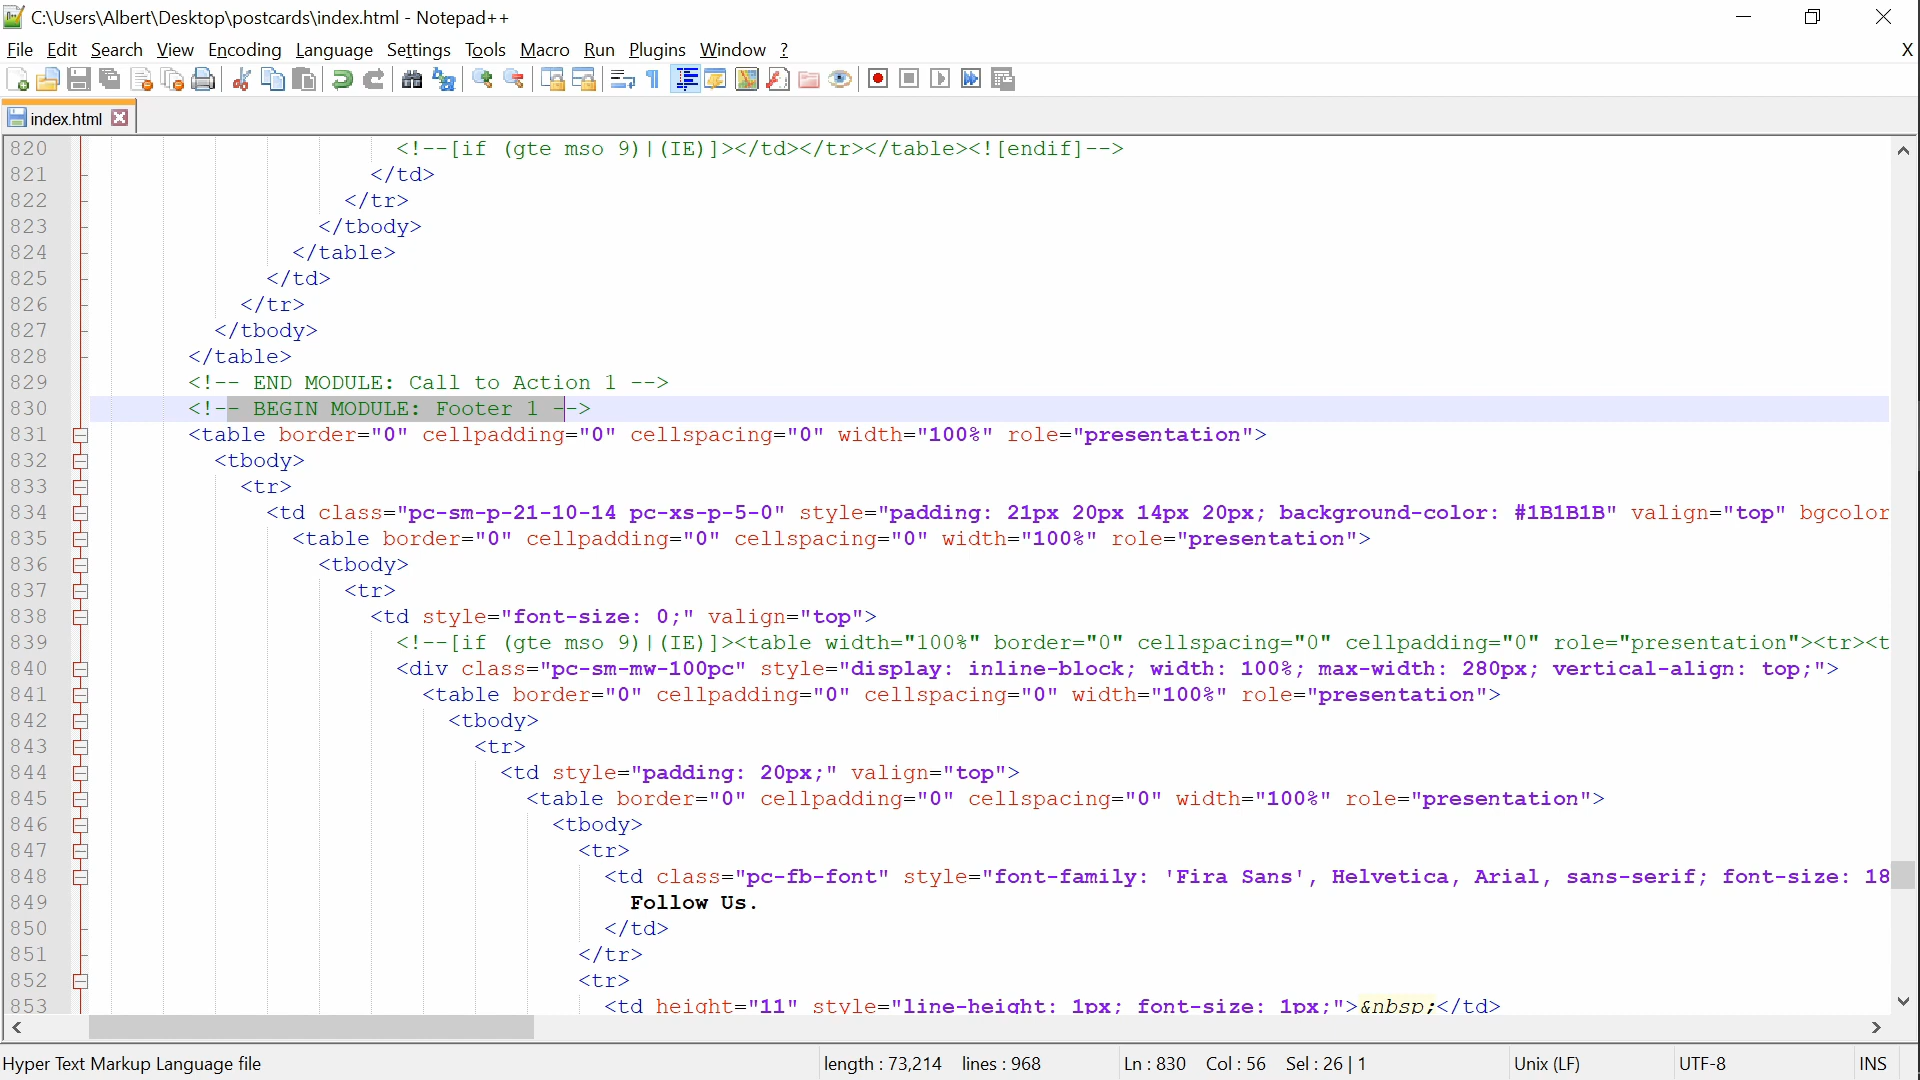 C:\Users\Albert\Desktop\postcards\index.html - Notepad++
File Edit Search View Encoding Language Settings Tools Macro Run Plugins Window ? X
index.html
820 <!--[if (gte mso 9)|(IE)]></td></tr></table><![endif]-->
821 </td>
822 </tr>
823 </tbody>
824 </table>
825 </td>
826 </tr>
827 </tbody>
828 </table>
829 <!-- END MODULE: Call to Action 1 -->
830 <!-- BEGIN MODULE: Footer 1 -->
831 <table border="0" cellpadding="0" cellspacing="0" width="100%" role="presentation">
832 <tbody>
833 <tr>
834 <td class="pc-sm-p-21-10-14 pc-xs-p-5-0" style="padding: 21px 20px 14px 20px; background-color: #1B1B1B" valign="top" bgcolor
835 <table border="0" cellpadding="0" cellspacing="0" width="100%" role="presentation">
836 <tbody>
837 <tr>
838 <td style="font-size: 0;" valign="top">
839 <!--[if (gte mso 9)|(IE)]><table width="100%" border="0" cellspacing="0" cellpadding="0" role="presentation"><tr><t
840 <div class="pc-sm-mw-100pc" style="display: inline-block; width: 100%; max-width: 280px; vertical-align: top;">
841 <table border="0" cellpadding="0" cellspacing="0" width="100%" role="presentation">
842 <tbody>
843 <tr>
844 <td style="padding: 20px;" valign="top">
845 <table border="0" cellpadding="0" cellspacing="0" width="100%" role="presentation">
846 <tbody>
847 <tr>
848 <td class="pc-fb-font" style="font-family: 'Fira Sans', Helvetica, Arial, sans-serif; font-size: 18
849 Follow Us.
850 </td>
851 </tr>
852 <tr>
853 <td height="11" style="line-height: 1px; font-size: 1px;">&nbsp;</td>
Hyper Text Markup Language file length : 73,214 lines : 968 Ln : 830 Col : 56 Sel : 26 | 1 Unix (LF) UTF-8 INS